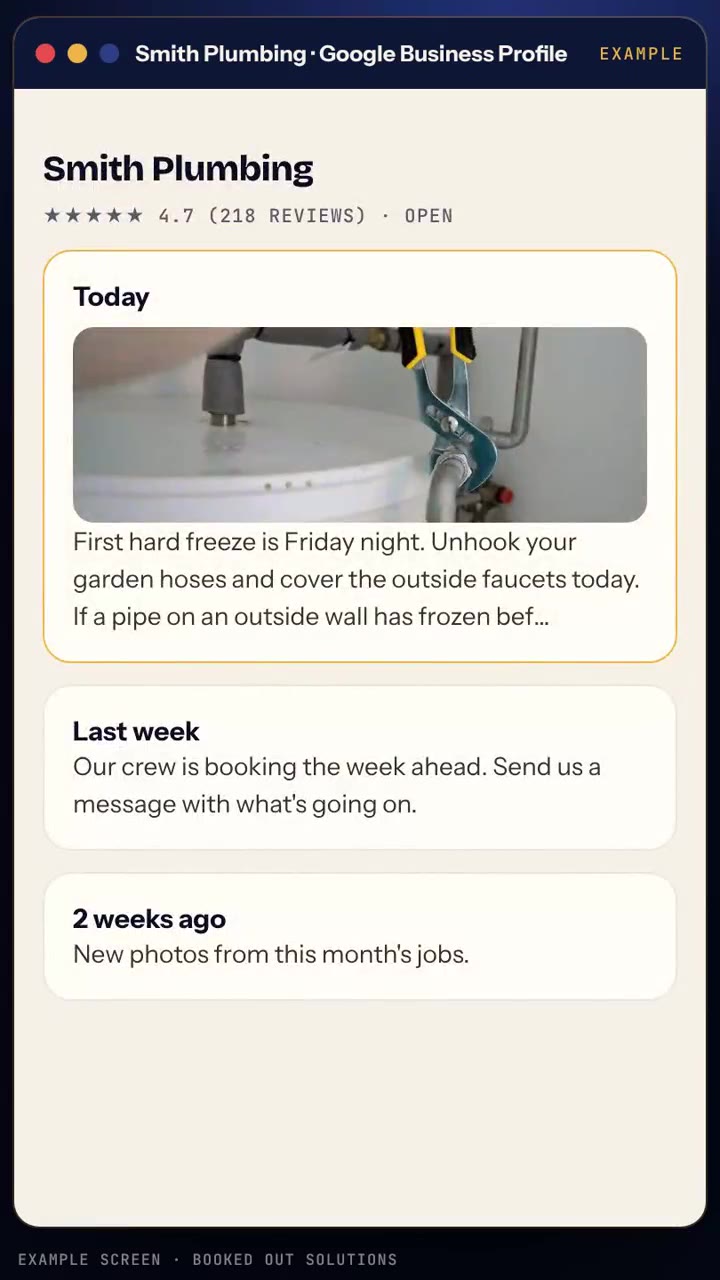 Smith Plumbing · Google Business Profile
EXAMPLE
Smith Plumbing
★★★★★ 4.7 (218 REVIEWS) · OPEN
Today
First hard freeze is Friday night. Unhook your
garden hoses and cover the outside faucets today.
If a pipe on an outside wall has frozen bef...
Last week
Our crew is booking the week ahead. Send us a
message with what's going on.
2 weeks ago
New photos from this month's jobs.
EXAMPLE SCREEN · BOOKED OUT SOLUTIONS